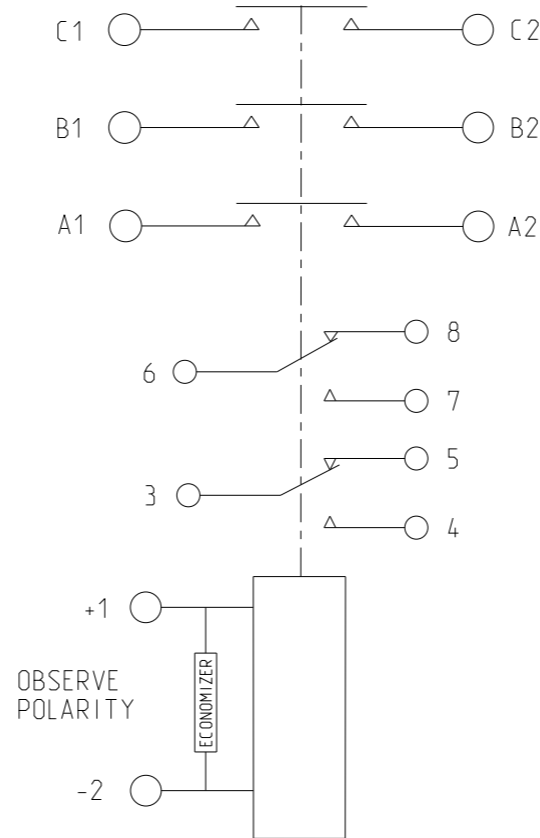 C1 C2
B1 B2
A1 A2
8
6
7
5
3
4
+1
ECONOMIZER
OBSERVE
POLARITY
-2